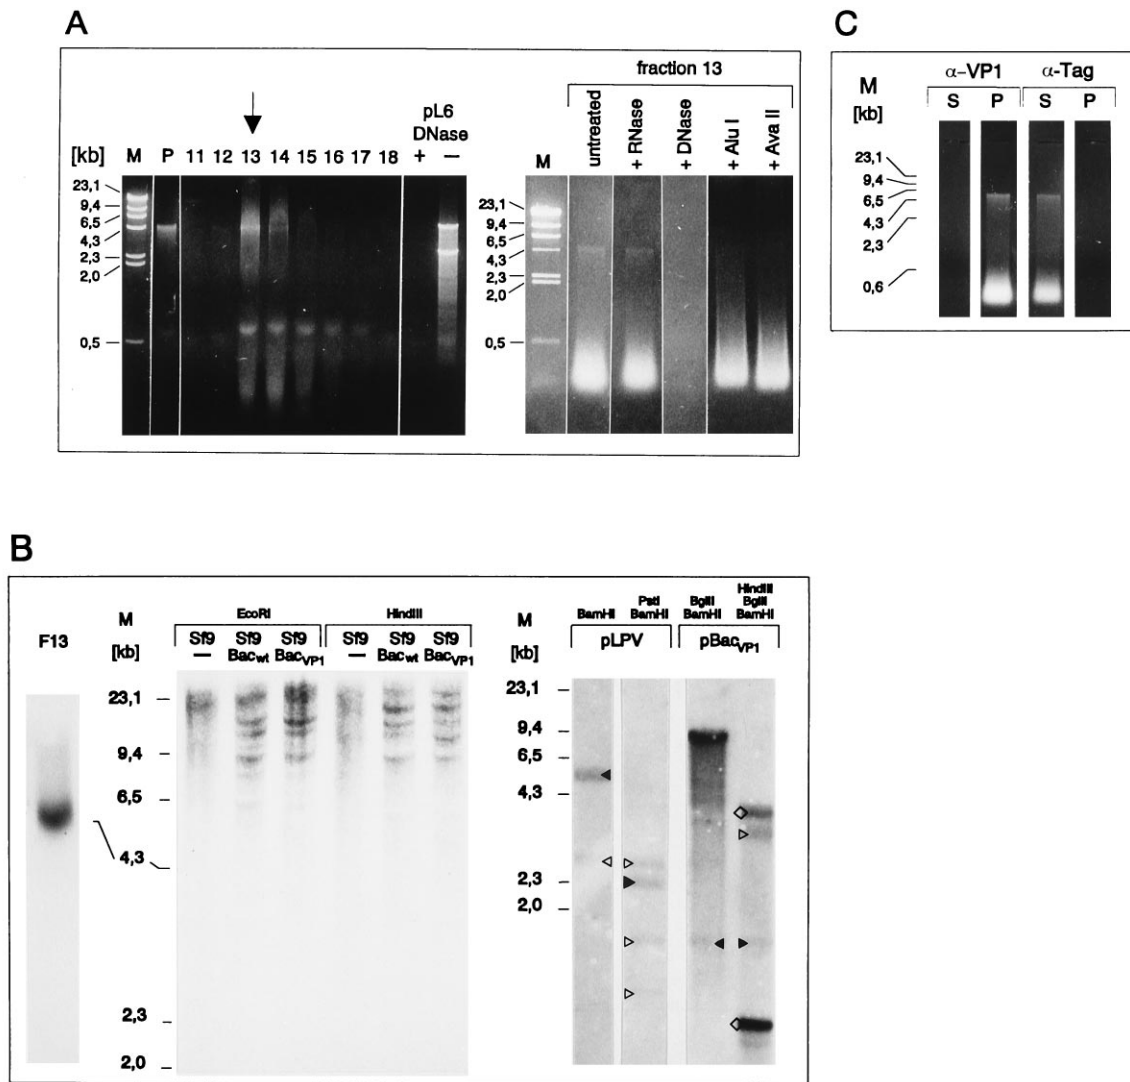 A
fraction 13
pL6
DNase
[kb] M P 11 12 13 14 15 16 17 18 + –
23,1
9,4
6,5
4,3
2,3
2,0
0,5
M untreated + RNase + DNase + Alu I + Ava II
23,1
9,4
6,5
4,3
2,3
2,0
0,5
C
M α-VP1 α-Tag
[kb] S P S P
23,1
9,4
6,5
4,3
2,3
0,6
B
F13
M EcoRI HindIII
[kb] Sf9 Sf9 Sf9 Sf9 Sf9 Sf9
– Bacwt BacVP1 – Bacwt BacVP1
23,1
9,4
6,5
4,3
2,3
2,0
HindIII
PstI BglII BglII
M BamHI BamHI BamHI BamHI
[kb] pLPV pBacVP1
23,1
9,4
6,5
4,3
2,3
2,0